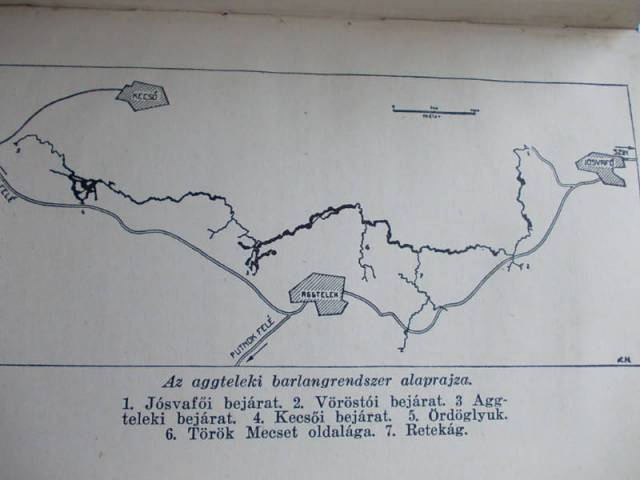 KECSŐ
méter
JÓSVAFŐ
FELÉ
AGGTELEK
PUTNOK FELÉ
R.H.
Az aggteleki barlangrendszer alaprajza.
1. Jósvafői bejárat. 2. Vöröstói bejárat. 3 Agg-
teleki bejárat. 4. Kecsői bejárat. 5. Ördöglyuk.
6. Török Mecset oldalága. 7. Retekág.